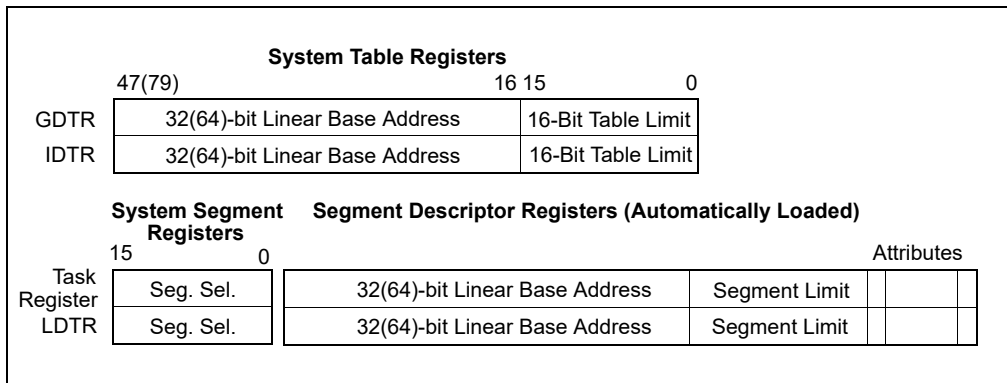 System Table Registers
47(79) 16 15 0
GDTR 32(64)-bit Linear Base Address 16-Bit Table Limit
IDTR 32(64)-bit Linear Base Address 16-Bit Table Limit
System Segment Registers Segment Descriptor Registers (Automatically Loaded)
15 0 Attributes
Task Register Seg. Sel. 32(64)-bit Linear Base Address Segment Limit
LDTR Seg. Sel. 32(64)-bit Linear Base Address Segment Limit